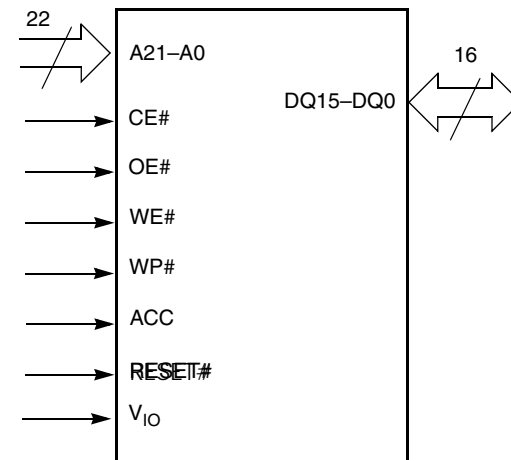 22
A21–A0
16
DQ15–DQ0
CE#
OE#
WE#
WP#
ACC
RESET#
VIO